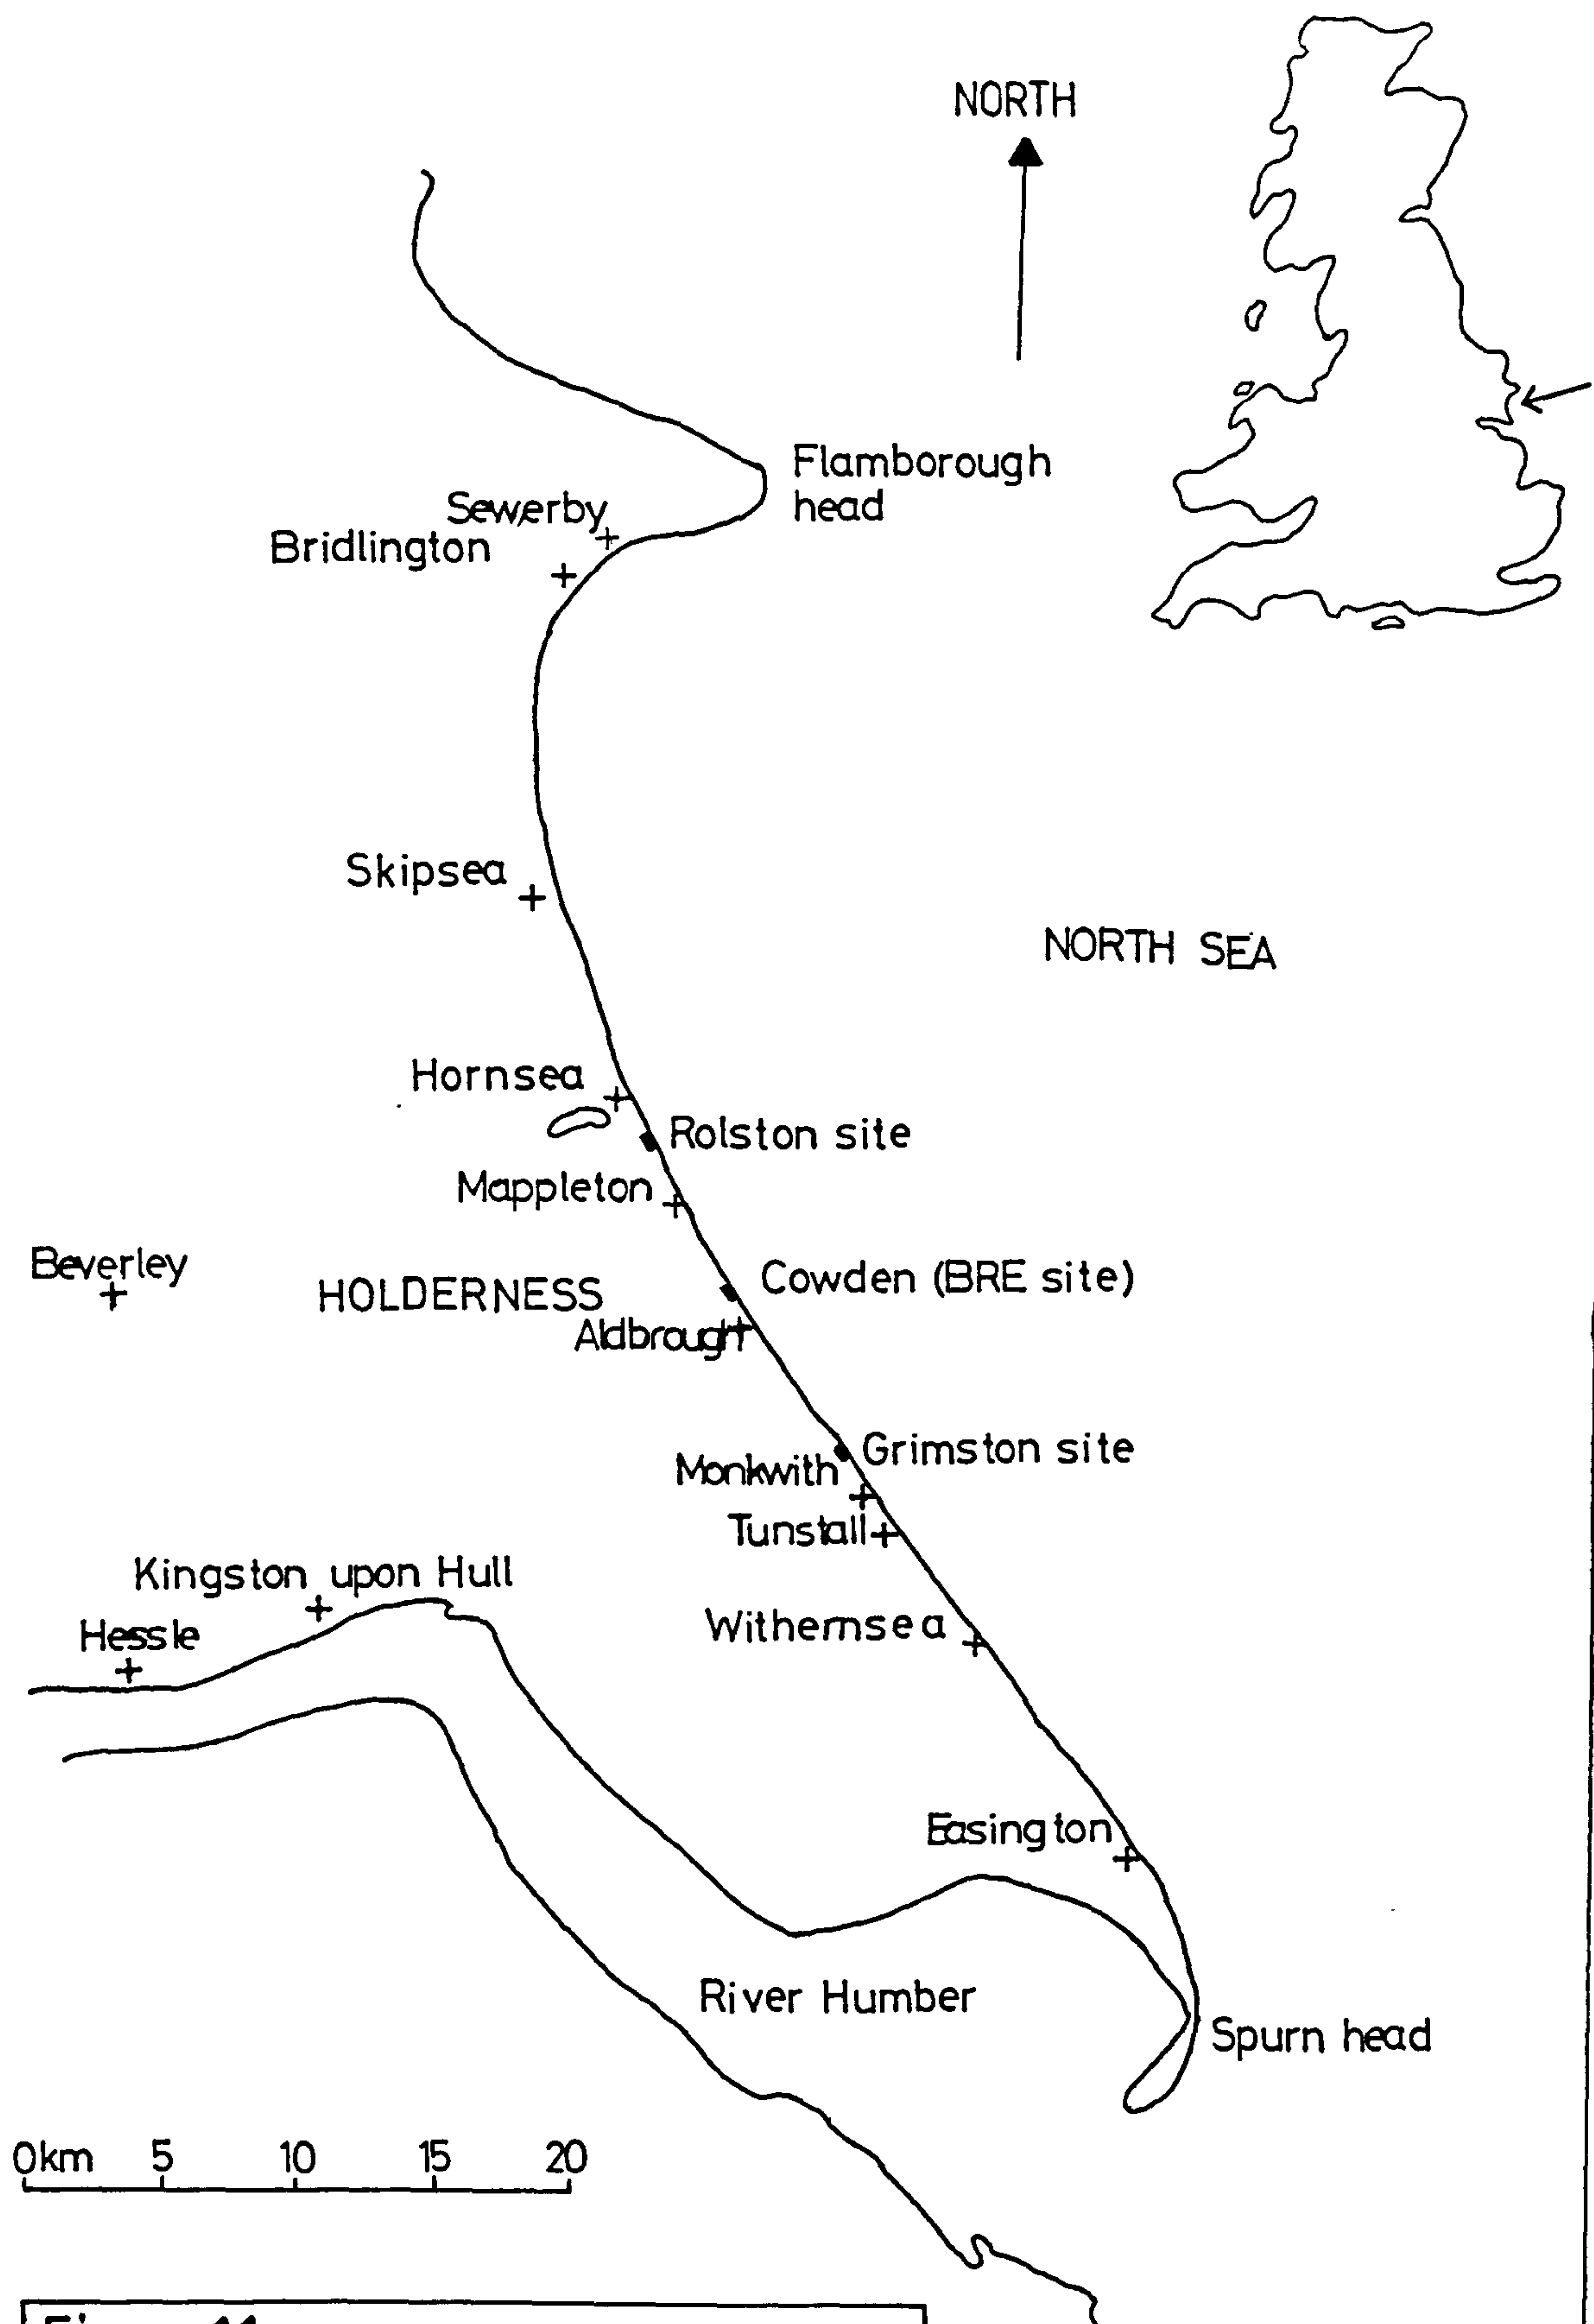 NORTH
Flamborough
head
Sewerby
Bridlington
Skipsea
NORTH SEA
Hornsea
Rolston site
Mappleton
Beverley
HOLDERNESS
Cowden (BRE site)
Aldbrough
Grimston site
Monkwith
Tunstall
Kingston upon Hull
Hessle
Withernsea
Easington
River Humber
Spurn head
0km 5 10 15 20